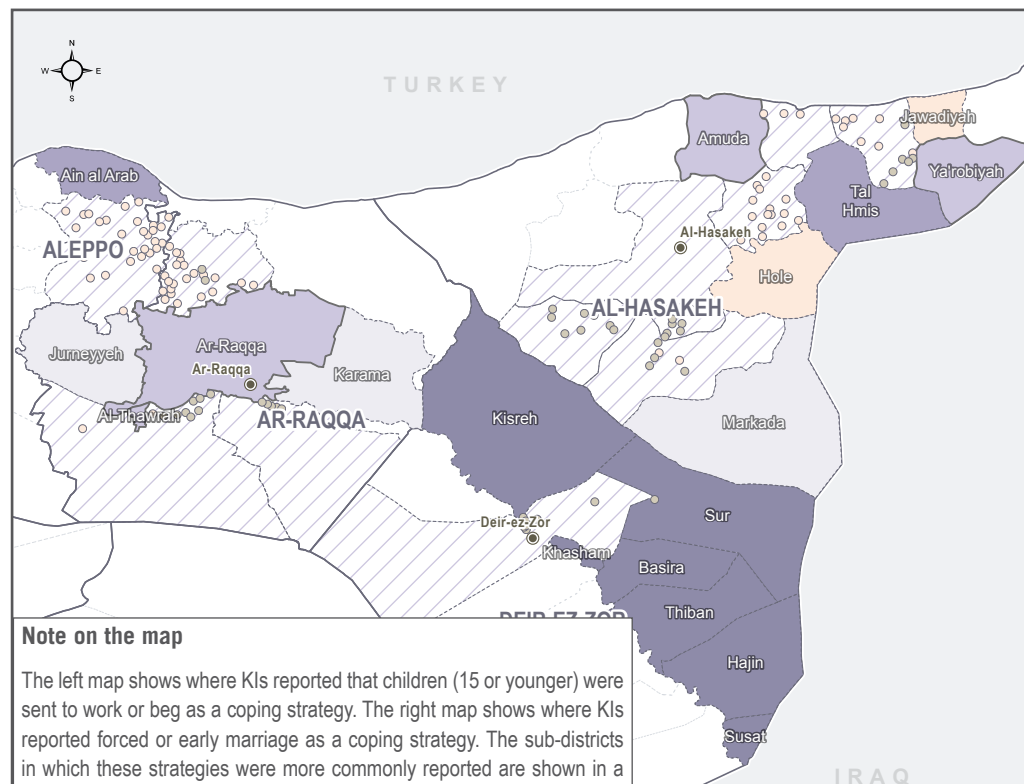 N
W E
S
TURKEY
Jawadiyah
Amuda
Ya'robiyah
Ain al Arab
Tal
Hmis
Al-Hasakeh
ALEPPO
Hole
AL-HASAKEH
Ar-Raqqa
Jurneyyeh
Ar-Raqqa
Karama
Al-Thawrah
AR-RAQQA
Kisreh
Markada
Sur
Deir-ez-Zor
Khasham
Basira
Thiban
DEIR-EZ-ZOR
Hajin
Susat
IRAQ
Note on the map
The left map shows where KIs reported that children (15 or younger) were
sent to work or beg as a coping strategy. The right map shows where KIs
reported forced or early marriage as a coping strategy. The sub-districts
in which these strategies were more commonly reported are shown in a